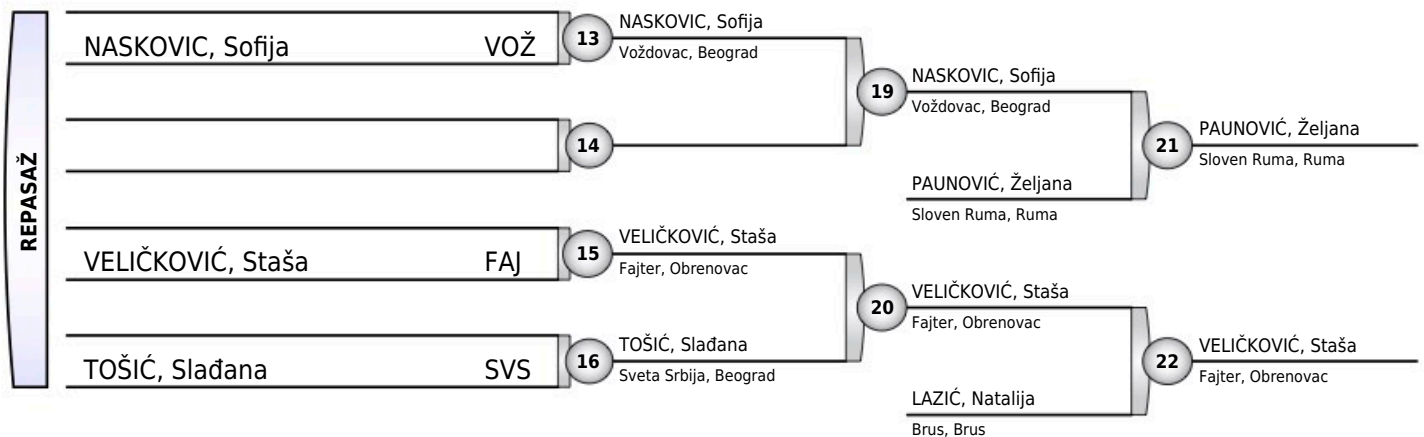 REPASAŽ
NASKOVIC, Sofija VOŽ
13
NASKOVIC, Sofija
Voždovac, Beograd
14
19
NASKOVIC, Sofija
Voždovac, Beograd
PAUNOVIĆ, Željana
Sloven Ruma, Ruma
21
PAUNOVIĆ, Željana
Sloven Ruma, Ruma
VELIČKOVIĆ, Staša FAJ
15
VELIČKOVIĆ, Staša
Fajter, Obrenovac
TOŠIĆ, Slađana SVS
16
TOŠIĆ, Slađana
Sveta Srbija, Beograd
20
VELIČKOVIĆ, Staša
Fajter, Obrenovac
LAZIĆ, Natalija
Brus, Brus
22
VELIČKOVIĆ, Staša
Fajter, Obrenovac